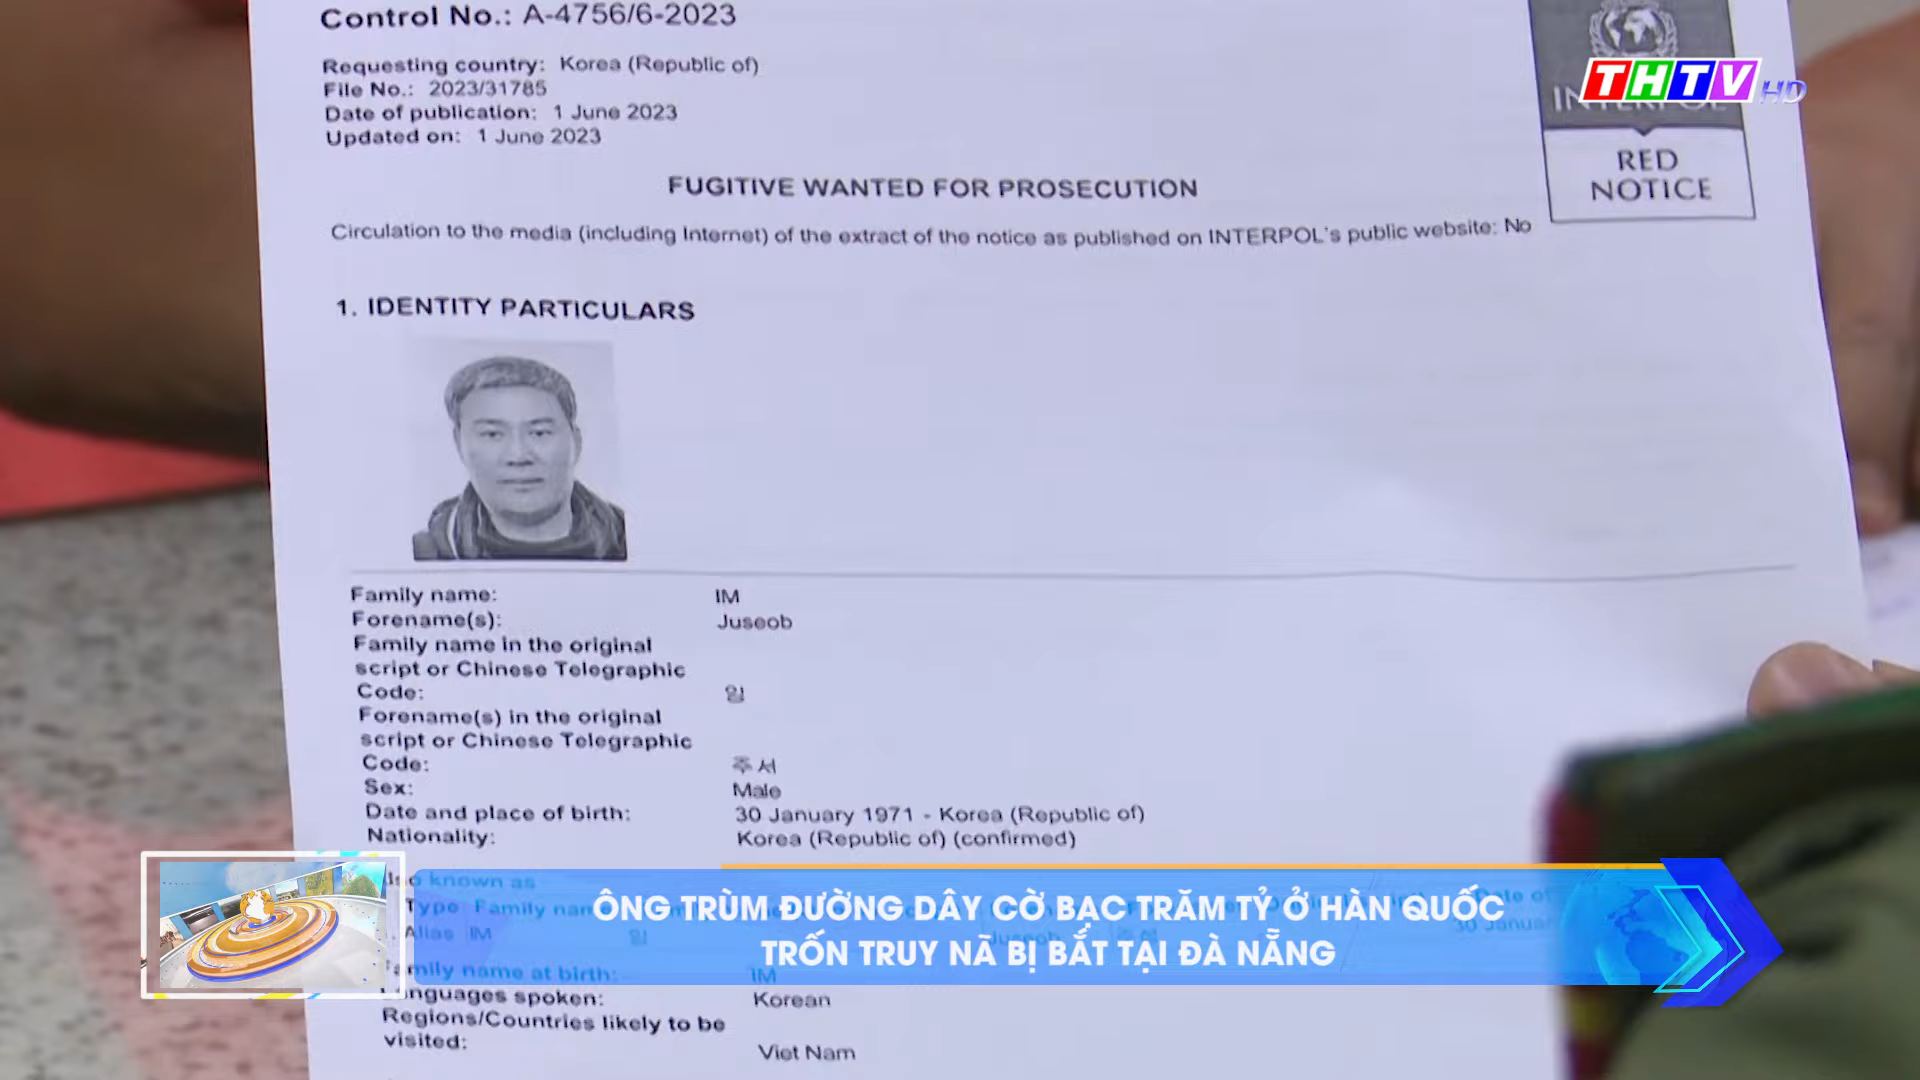 Control No.: A-4756/6-2023
THTV HD
Requesting country: Korea (Republic of)
File No.: 2023/31785
Date of publication: 1 June 2023
Updated on: 1 June 2023
RED
NOTICE
FUGITIVE WANTED FOR PROSECUTION
Circulation to the media (including Internet) of the extract of the notice as published on INTERPOL's public website: No
1. IDENTITY PARTICULARS
Family name: IM
Forename(s): Juseob
Family name in the original
script or Chinese Telegraphic
Code: 임
Forename(s) in the original
script or Chinese Telegraphic
Code: 주서
Sex: Male
Date and place of birth: 30 January 1971 - Korea (Republic of)
Nationality: Korea (Republic of) (confirmed)
known as
Type Family Date of
Alias IM 임 Juseob
ÔNG TRÙM ĐƯỜNG DÂY CỜ BẠC TRĂM TỶ Ở HÀN QUỐC
TRỐN TRUY NÃ BỊ BẮT TẠI ĐÀ NẴNG
Family name at birth: IM
Languages spoken: Korean
Regions/Countries likely to be
visited: Viet Nam